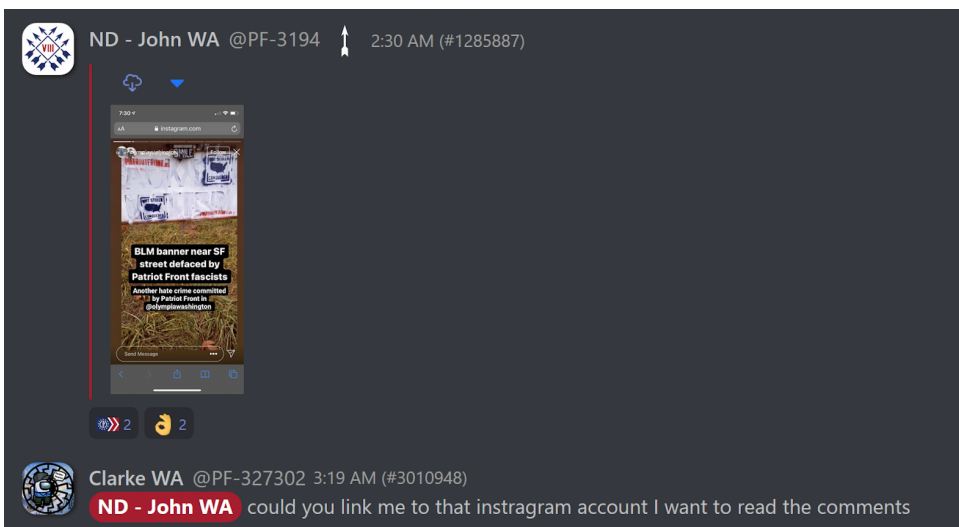 VIII
ND - John WA @PF-3194 2:30 AM (#1285887)
7:30
AA instagram.com
Follow
BLM banner near SF
street defaced by
Patriot Front fascists
Another hate crime committed
by Patriot Front in
@olympiawashington
Send Message
2 2
Clarke WA @PF-327302 3:19 AM (#3010948)
ND - John WA could you link me to that instragram account I want to read the comments